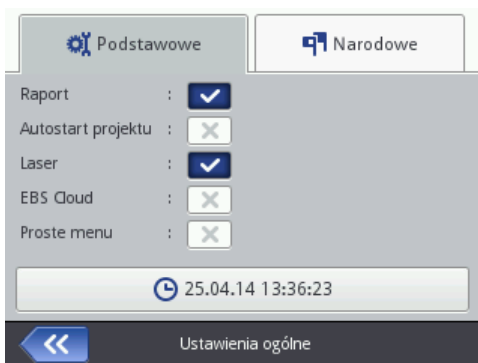 Podstawowe Narodowe
Raport :
Autostart projektu :
Laser :
EBS Cloud :
Proste menu :
25.04.14 13:36:23
Ustawienia ogólne